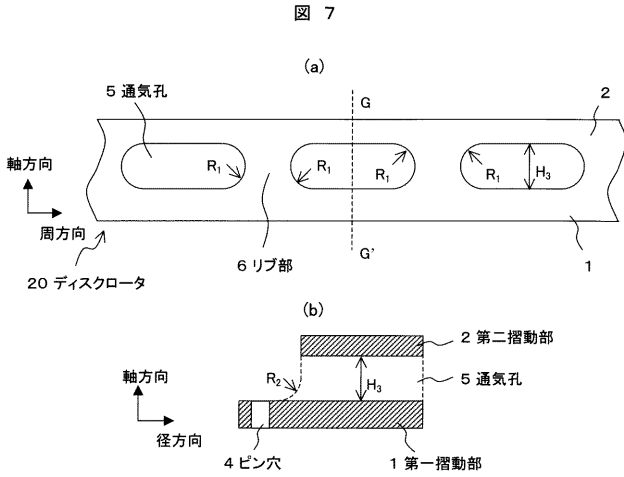 図 7
(a)
5 通気孔
G
2
軸方向
R1
R1
R1
R1
H3
周方向
6 リブ部
G'
1
20 ディスクロータ
(b)
2 第二摺動部
軸方向
R2
H3
5 通気孔
径方向
4 ピン穴
1 第一摺動部